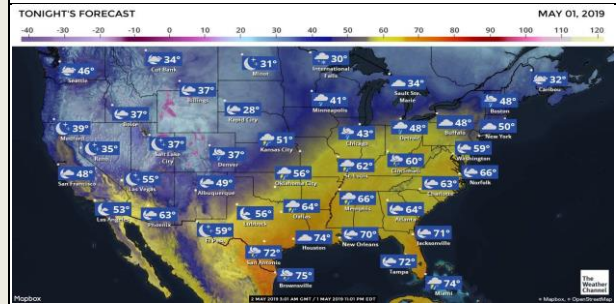 TONIGHT'S FORECAST
MAY 01, 2019
-40 -30 -20 -10 0 10 20 30 40 50 60 70 80 90 100 110 120
46°
Seattle
34°
Cut Bank
31°
Minot
30°
International
Falls
34°
Sault Ste.
Marie
32°
Caribou
37°
Billings
28°
Rapid City
41°
Minneapolis
48°
Boston
37°
Boise
39°
Medford
35°
Reno
37°
Salt Lake
City
37°
Denver
51°
Kansas City
43°
Chicago
48°
Detroit
48°
Buffalo
50°
New York
59°
Washington
48°
San Francisco
55°
Las Vegas
49°
Albuquerque
56°
Oklahoma City
62°
St. Louis
60°
Cincinnati
63°
Charlotte
66°
Norfolk
53°
Los Angeles
63°
Phoenix
59°
El Paso
56°
Lubbock
64°
Dallas
66°
Memphis
64°
Atlanta
71°
Jacksonville
72°
San Antonio
74°
Houston
70°
New Orleans
72°
Tampa
75°
Brownsville
74°
Miami
The
Weather
Channel
Mapbox
2 MAY 2019 3:01 AM GMT / 1 MAY 2019 11:01 PM EDT
© Mapbox, © OpenStreetMap